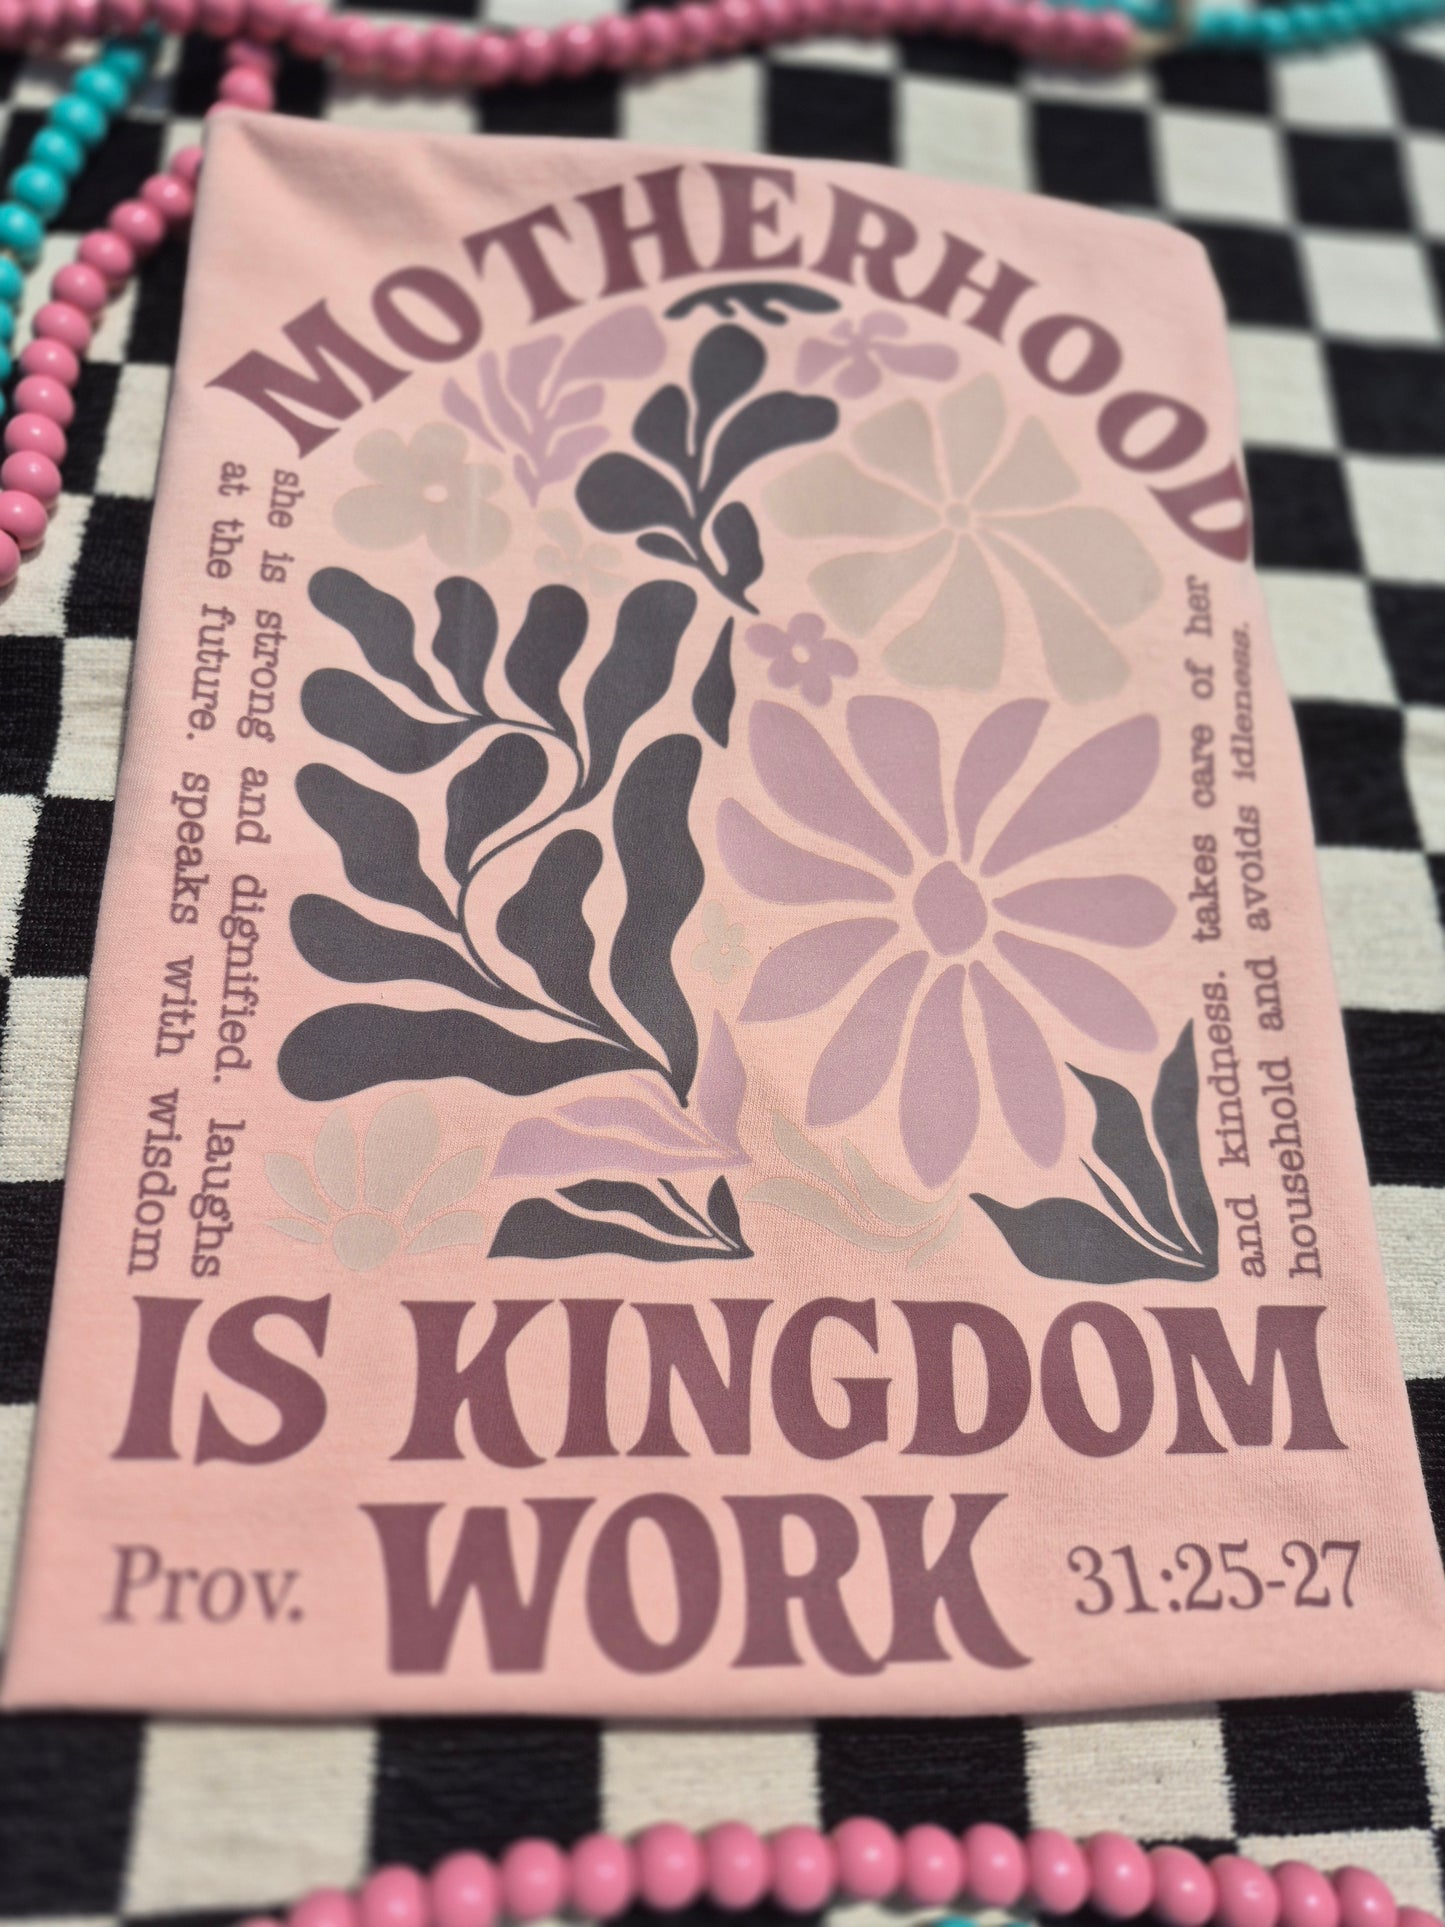 MOTHERHOOD
she is strong and dignified. laughs
at the future. speaks with wisdom
and kindness. takes care of her
household and avoids idleness.
IS KINGDOM
WORK
Prov.
31:25-27